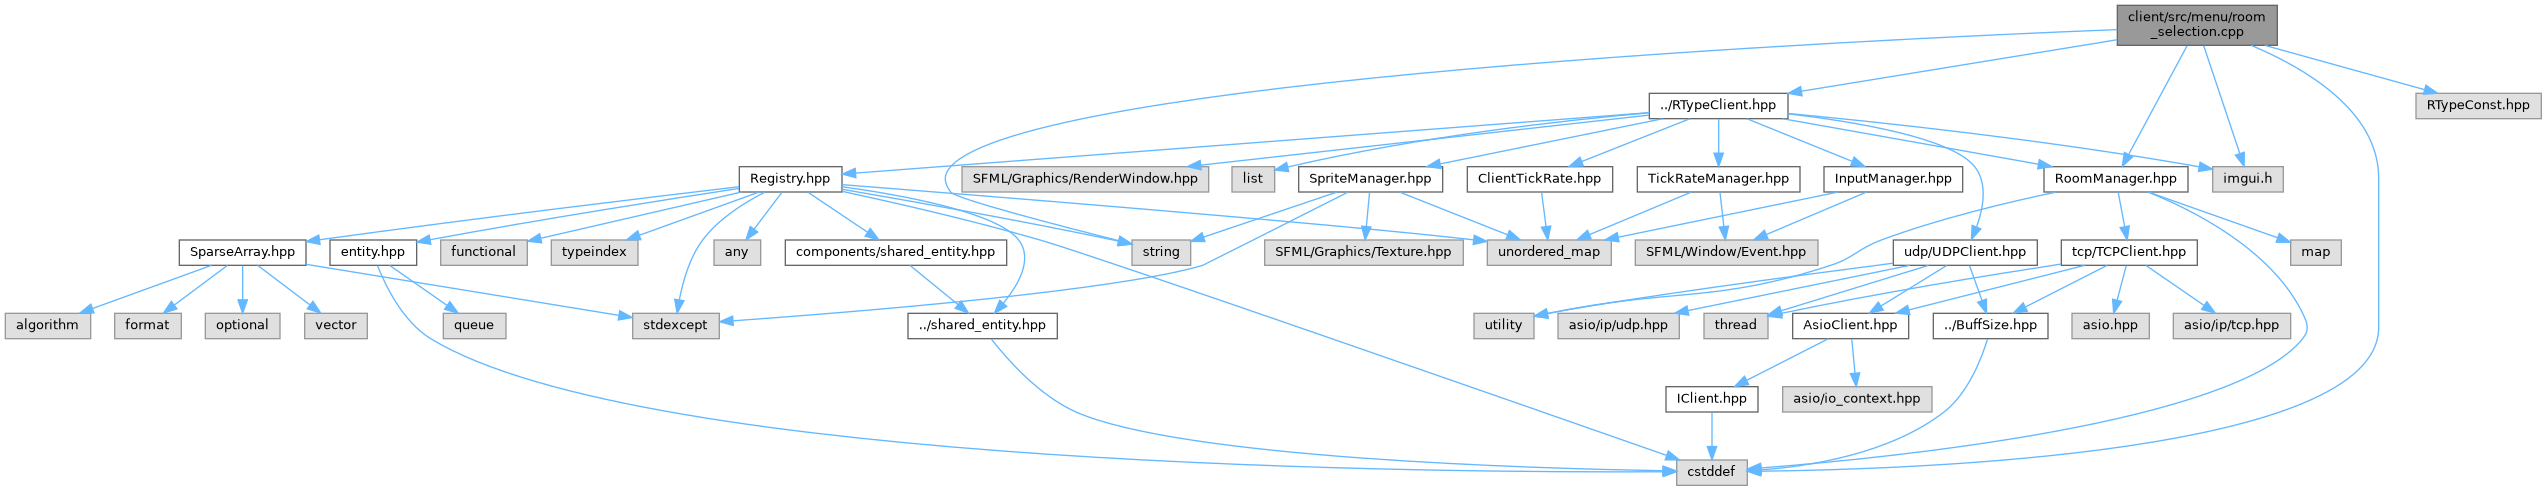 client/src/menu/room
_selection.cpp
../RTypeClient.hpp
RTypeConst.hpp
Registry.hpp
SFML/Graphics/RenderWindow.hpp
list
SpriteManager.hpp
ClientTickRate.hpp
TickRateManager.hpp
InputManager.hpp
RoomManager.hpp
imgui.h
SparseArray.hpp
entity.hpp
functional
typeindex
any
components/shared_entity.hpp
string
SFML/Graphics/Texture.hpp
unordered_map
SFML/Window/Event.hpp
udp/UDPClient.hpp
tcp/TCPClient.hpp
map
algorithm
format
optional
vector
queue
stdexcept
../shared_entity.hpp
utility
asio/ip/udp.hpp
thread
AsioClient.hpp
../BuffSize.hpp
asio.hpp
asio/ip/tcp.hpp
IClient.hpp
asio/io_context.hpp
cstddef